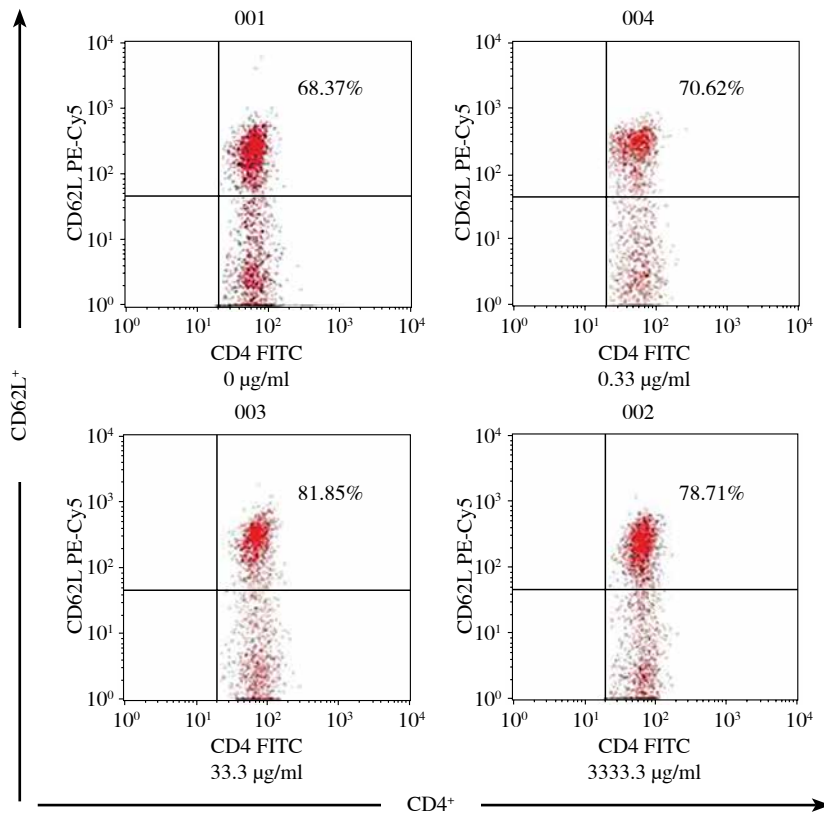 001
10⁴
10³
10²
10¹
10⁰
CD62L PE-Cy5
68.37%
10⁰ 10¹ 10² 10³ 10⁴
CD4 FITC
0 µg/ml
004
10⁴
10³
10²
10¹
10⁰
CD62L PE-Cy5
70.62%
10⁰ 10¹ 10² 10³ 10⁴
CD4 FITC
0.33 µg/ml
CD62L⁺
003
10⁴
10³
10²
10¹
10⁰
CD62L PE-Cy5
81.85%
10⁰ 10¹ 10² 10³ 10⁴
CD4 FITC
33.3 µg/ml
002
10⁴
10³
10²
10¹
10⁰
CD62L PE-Cy5
78.71%
10⁰ 10¹ 10² 10³ 10⁴
CD4 FITC
3333.3 µg/ml
CD4⁺